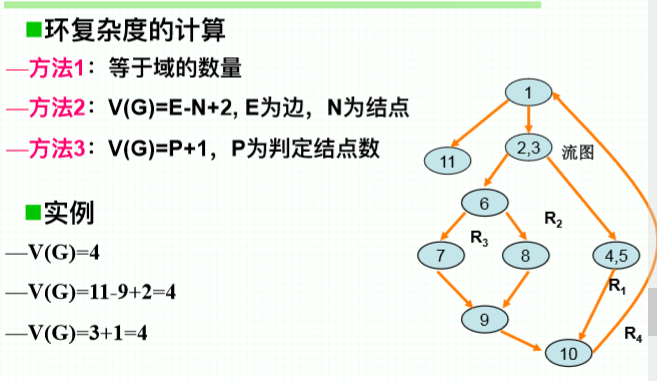 ■环复杂度的计算
—方法1：等于域的数量
—方法2：V(G)=E-N+2, E为边，N为结点
—方法3：V(G)=P+1，P为判定结点数
■实例
—V(G)=4
—V(G)=11-9+2=4
—V(G)=3+1=4
1
11
2,3
流图
6
R2
R3
7
8
4,5
R1
9
R4
10